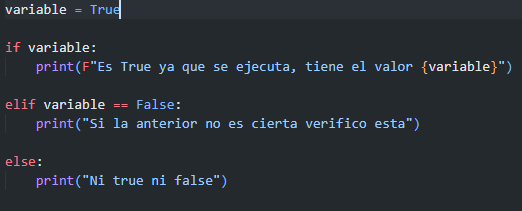 variable = True
if variable:
    print(F"Es True ya que se ejecuta, tiene el valor {variable}")
elif variable == False:
    print("Si la anterior no es cierta verifico esta")
else:
    print("Ni true ni false")